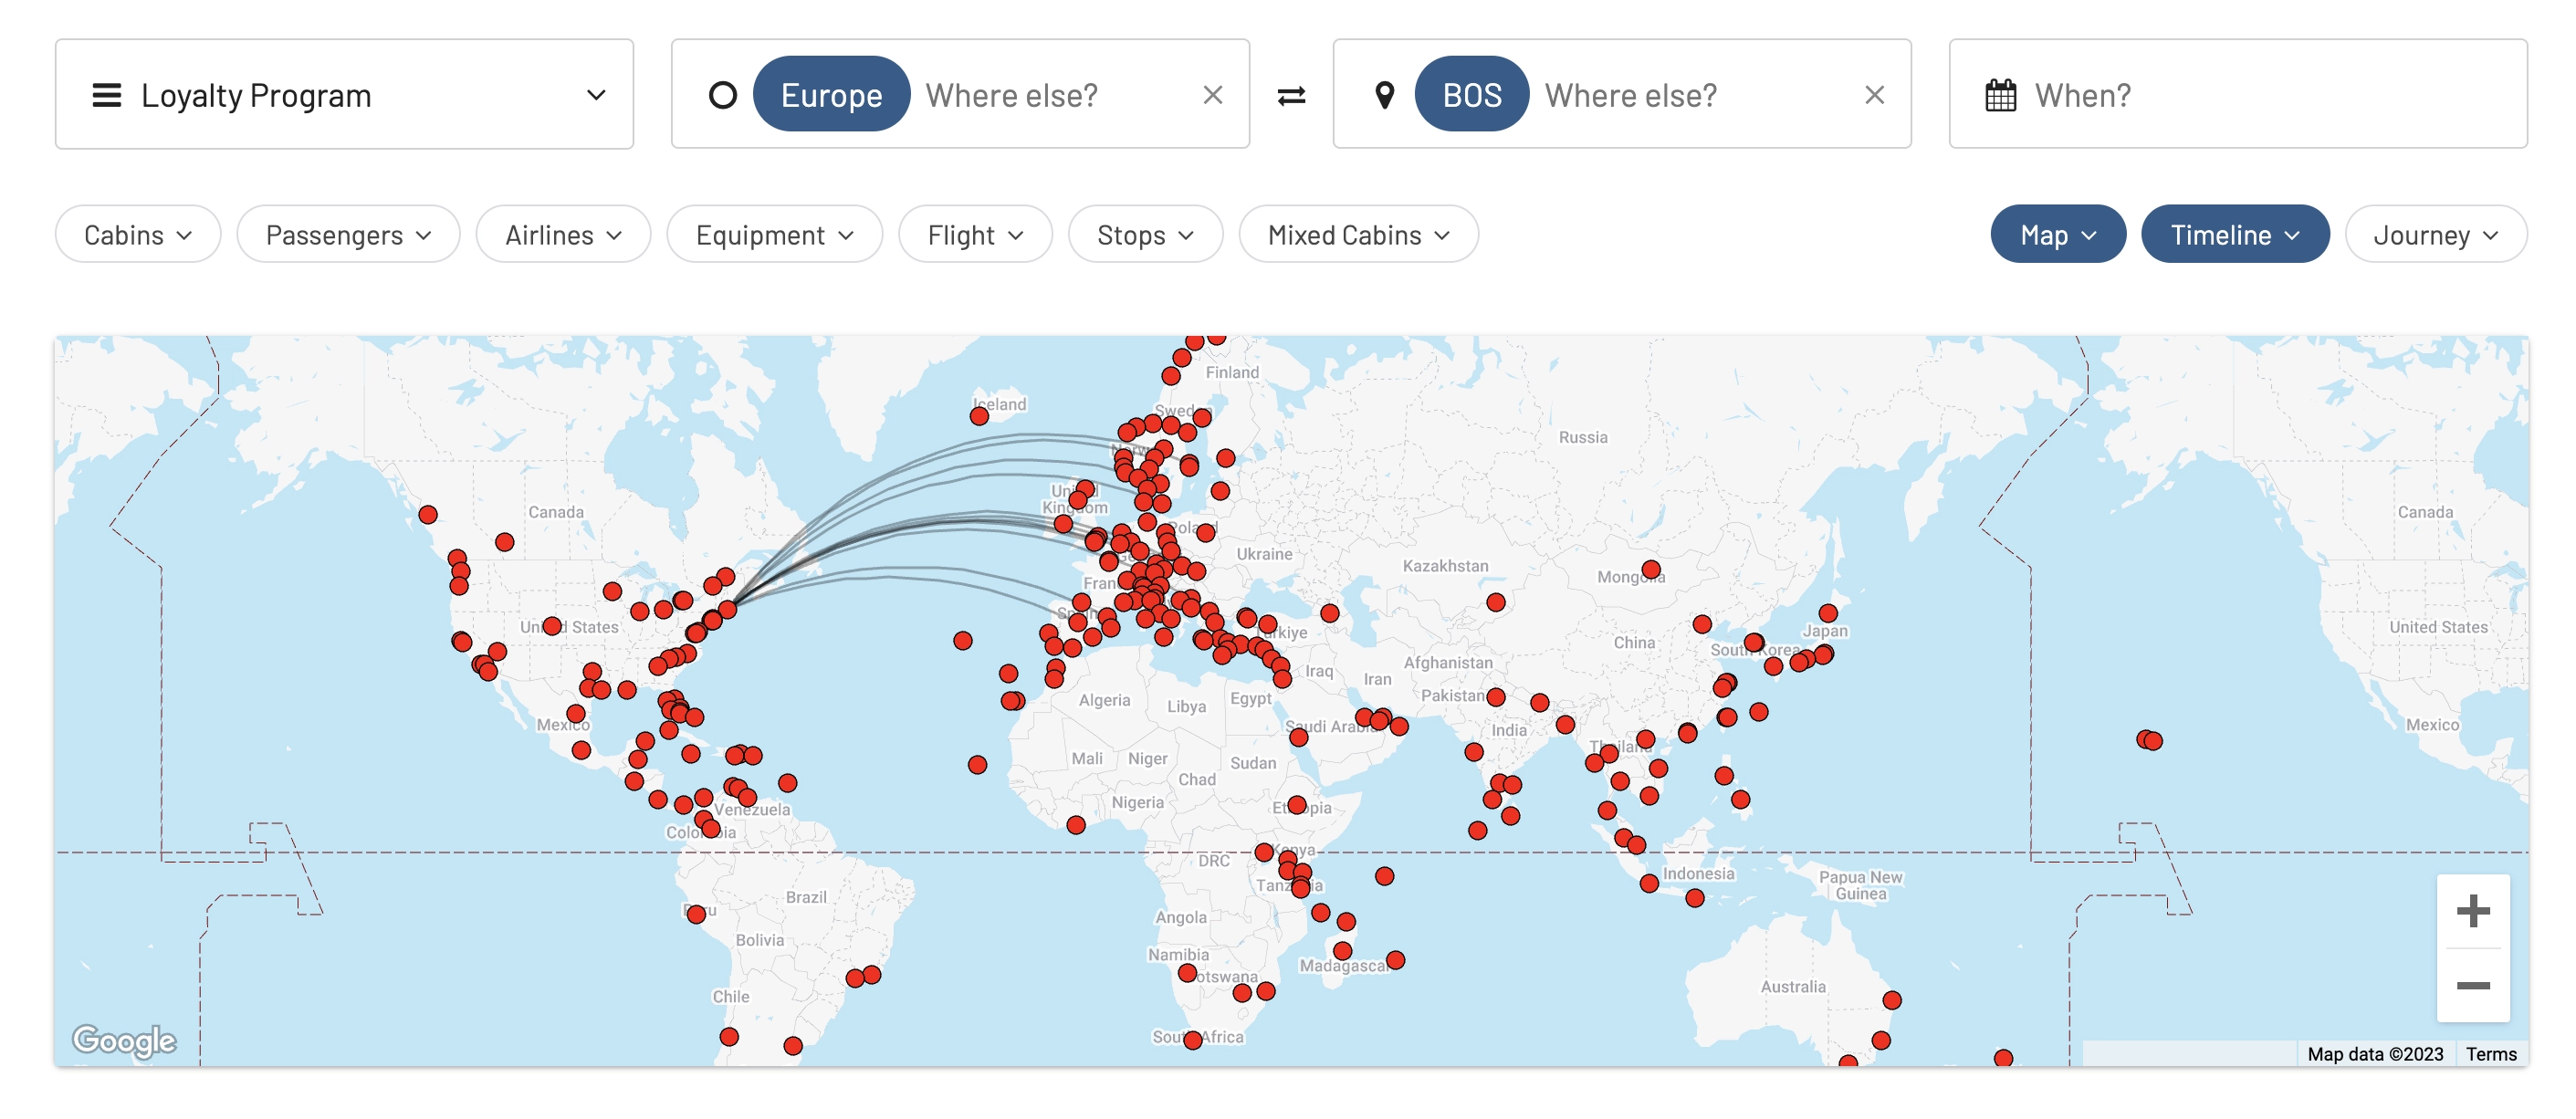 Loyalty Program
Europe Where else?
BOS Where else?
When?
Cabins
Passengers
Airlines
Equipment
Flight
Stops
Mixed Cabins
Map
Timeline
Journey
Finland
Iceland
Sweden
Russia
Canada
United
Kingdom
Poland
Canada
Ukraine
Kazakhstan
Mongolia
United States
Türkiye
China
Japan
South Korea
United States
Afghanistan
Iraq
Iran
Algeria
Libya
Egypt
Pakistan
Mexico
Saudi Arabia
India
Thailand
Mexico
Mali
Niger
Chad
Sudan
Nigeria
Ethiopia
Venezuela
Colombia
DRC
Kenya
Tanzania
Indonesia
Papua New
Guinea
Brazil
Peru
Angola
Bolivia
Namibia
Botswana
Madagascar
Chile
Australia
South Africa
Google
Map data ©2023
Terms